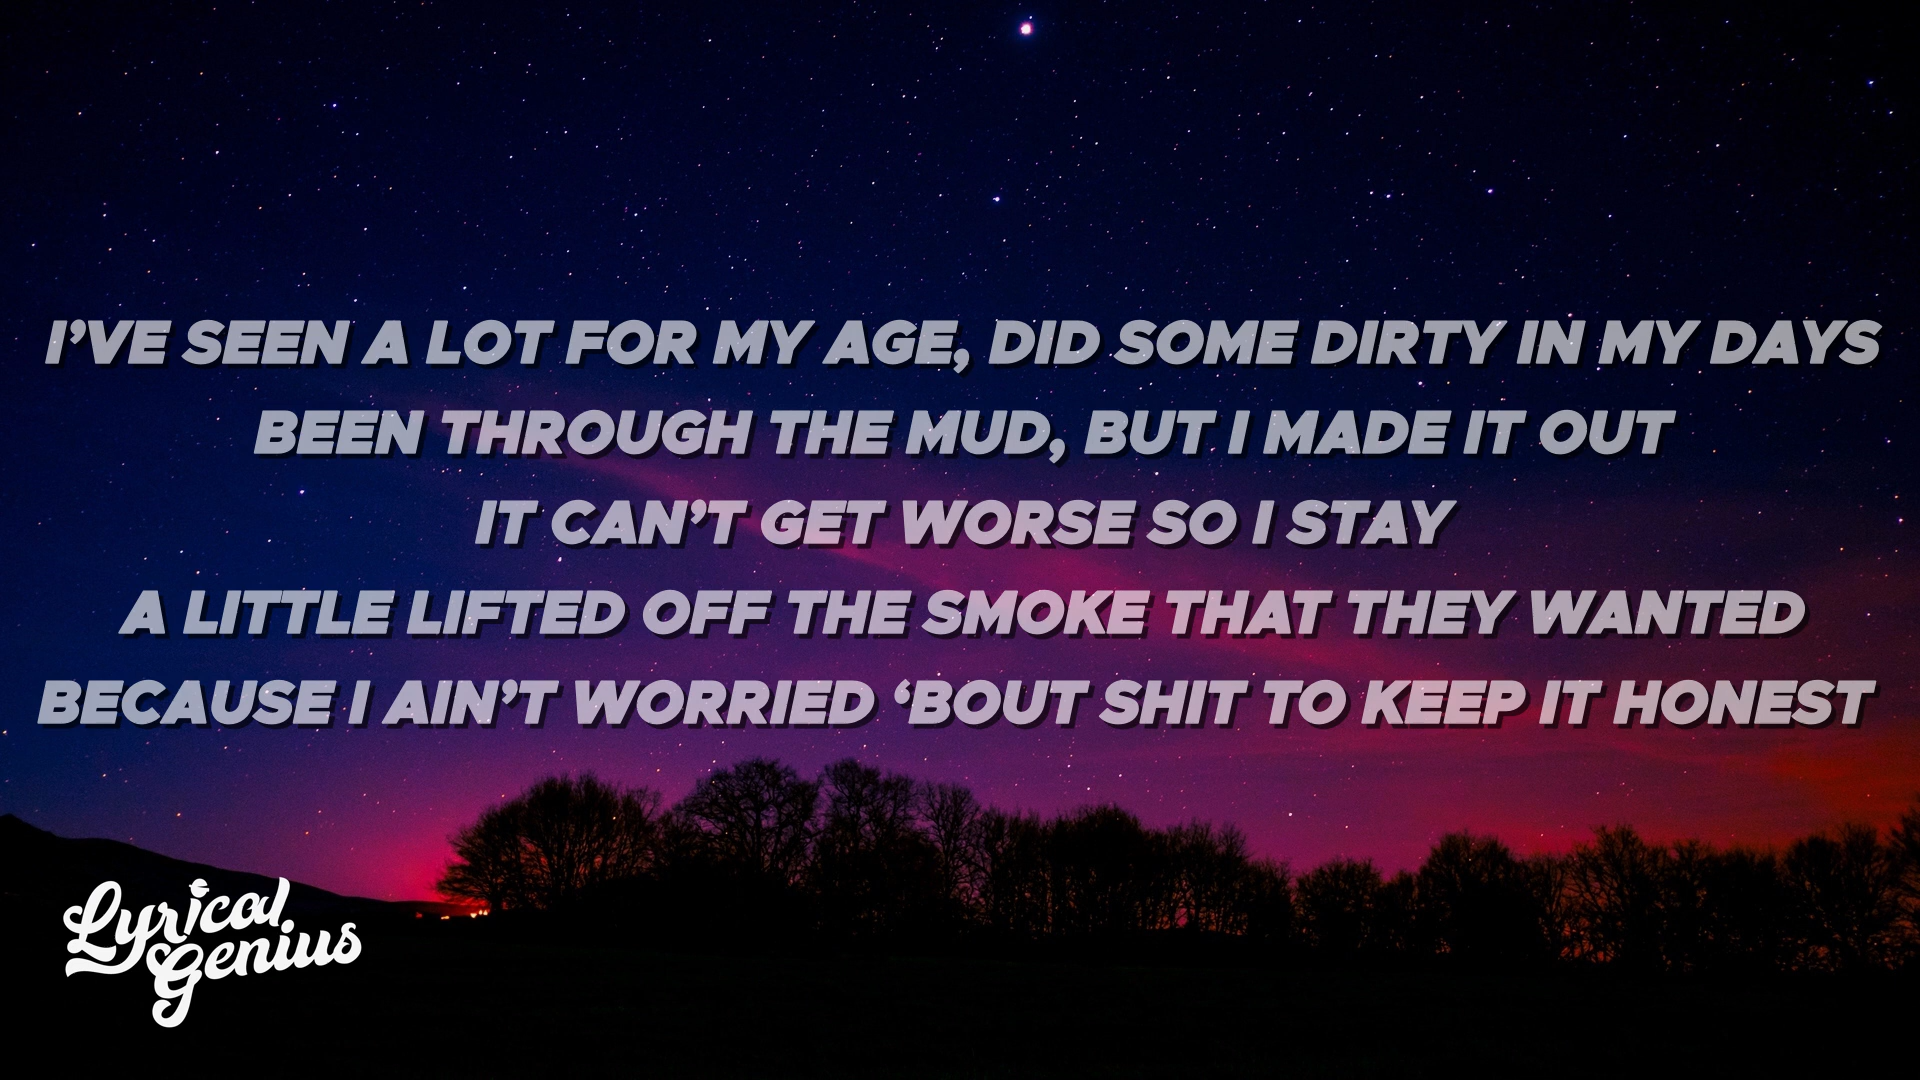 I’VE SEEN A LOT FOR MY AGE, DID SOME DIRTY IN MY DAYS
BEEN THROUGH THE MUD, BUT I MADE IT OUT
IT CAN’T GET WORSE SO I STAY
A LITTLE LIFTED OFF THE SMOKE THAT THEY WANTED
BECAUSE I AIN’T WORRIED ‘BOUT SHIT TO KEEP IT HONEST
Lyrical
Genius